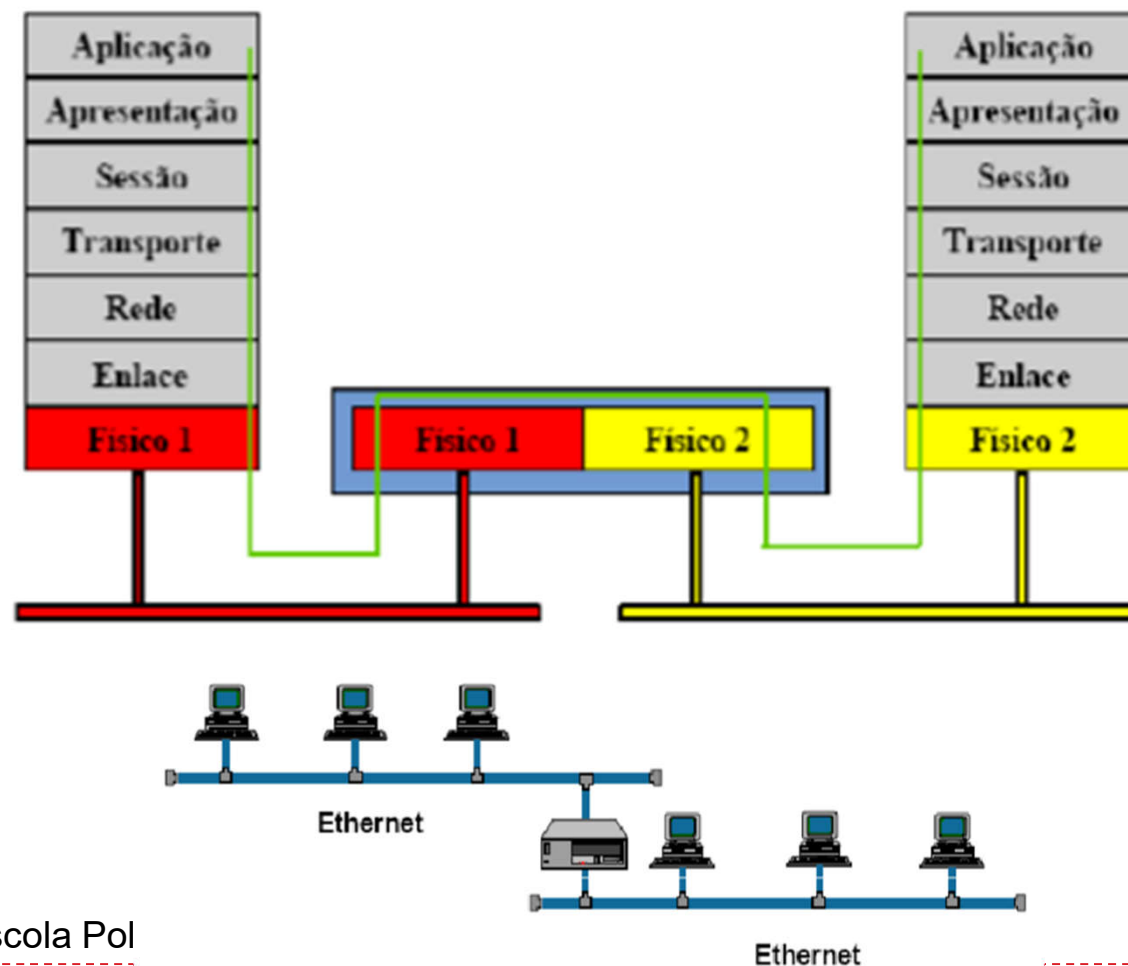 Aplicação
Apresentação
Sessão
Transporte
Rede
Enlace
Físico 1
Físico 1
Físico 2
Aplicação
Apresentação
Sessão
Transporte
Rede
Enlace
Físico 2
Ethernet
Ethernet
scola Pol